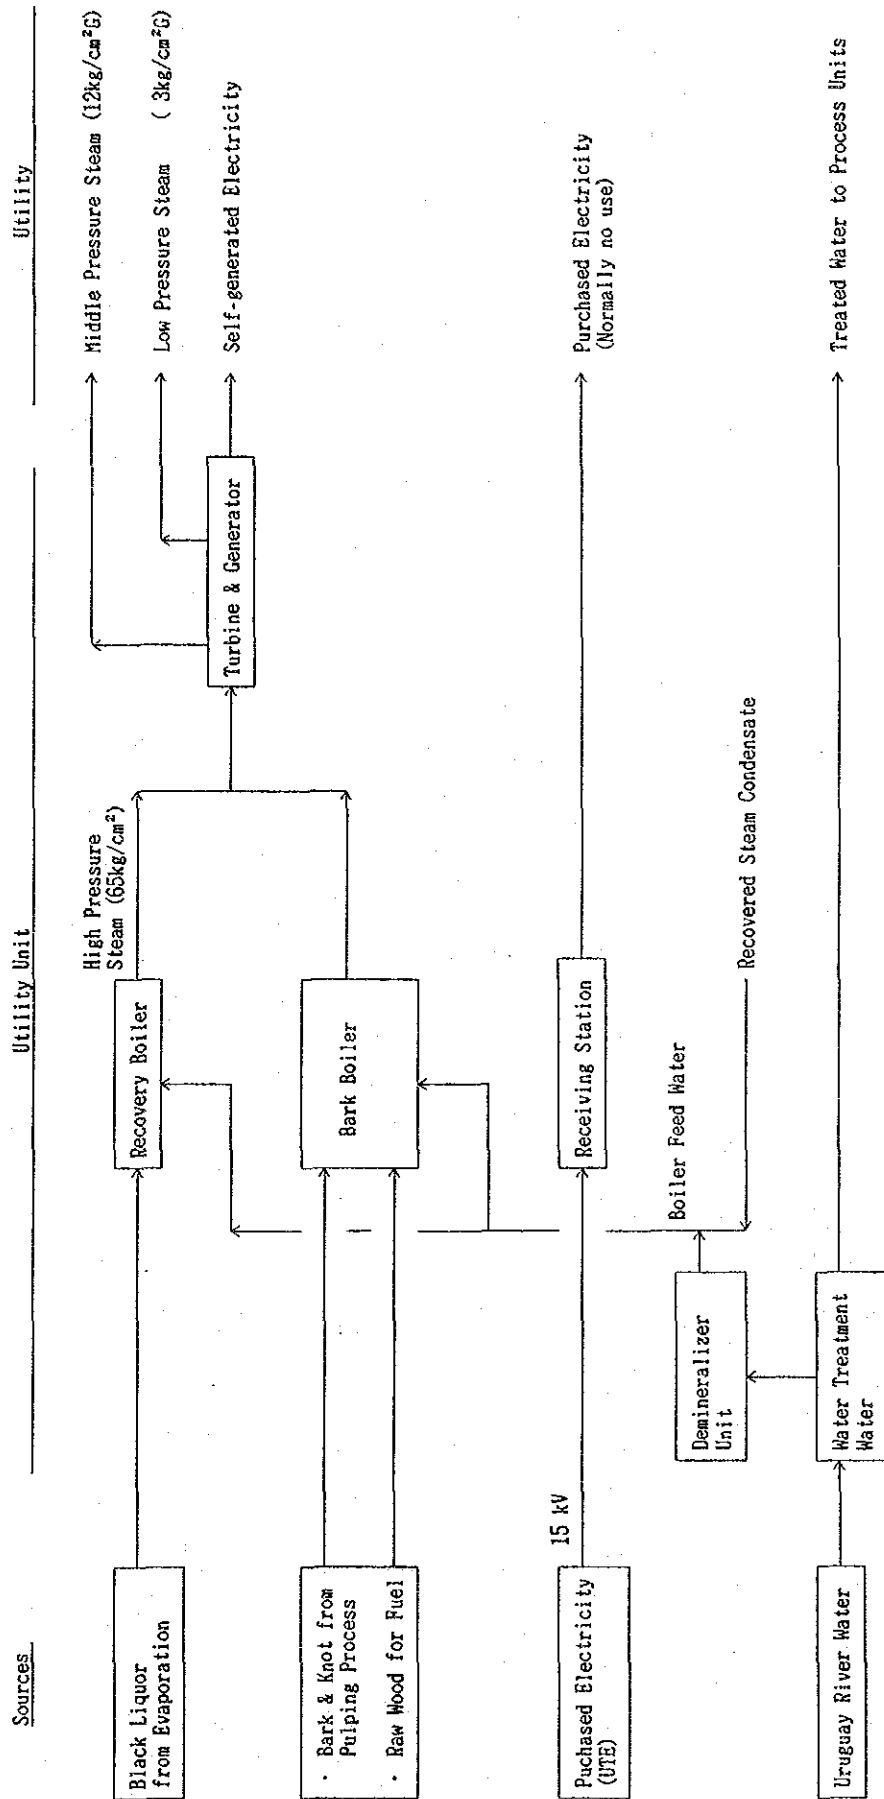 Sources
Utility Unit
Utility
Black Liquor
from Evaporation
Recovery Boiler
High Pressure
Steam (65kg/cm²)
Middle Pressure Steam (12kg/cm²G)
Low Pressure Steam ( 3kg/cm²G)
Turbine & Generator
Self-generated Electricity
· Bark & Knot from
Pulping Process
· Raw Wood for Fuel
Bark Boiler
Puchased Electricity
(UTE)
15 kV
Receiving Station
Purchased Electricity
(Normally no use)
Boiler Feed Water
Demineralizer
Unit
Recovered Steam Condensate
Uruguay River Water
Water Treatment
Water
Treated Water to Process Units